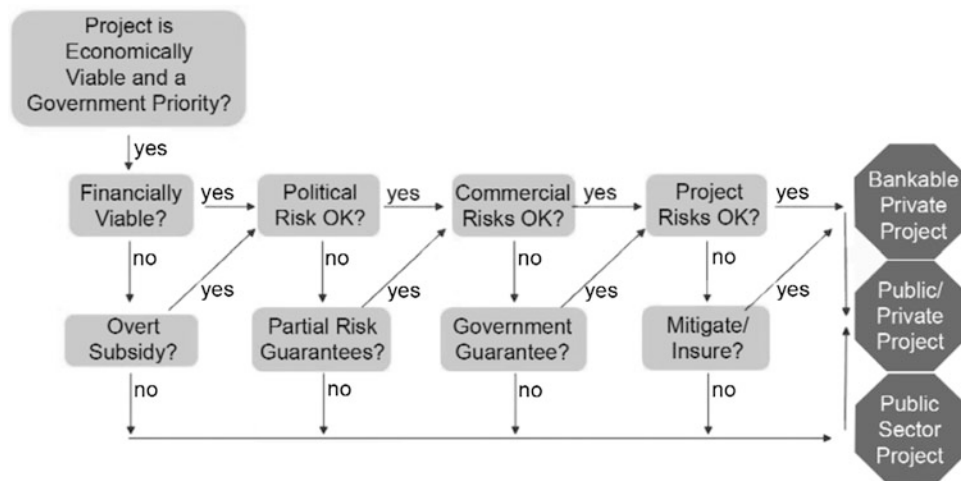 Project is
Economically
Viable and a
Government Priority?
yes
Financially
Viable?
yes
Political
Risk OK?
yes
Commercial
Risks OK?
yes
Project
Risks OK?
yes
Bankable
Private
Project
no
yes
no
yes
no
yes
no
yes
Overt
Subsidy?
Partial Risk
Guarantees?
Government
Guarantee?
Mitigate/
Insure?
Public/
Private
Project
no
no
no
no
Public
Sector
Project